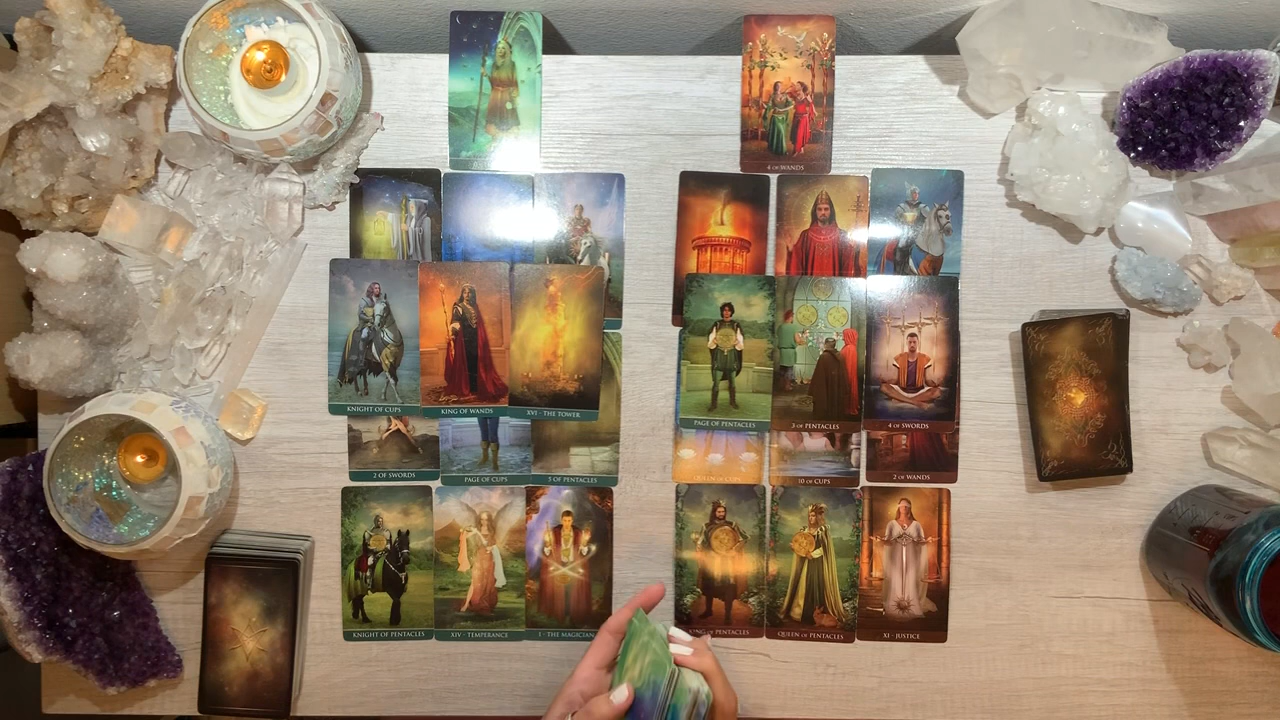 4 OF WANDS
KNIGHT OF CUPS
KING OF WANDS
XVI - THE TOWER
PAGE OF PENTACLES
3 OF PENTACLES
4 OF SWORDS
2 OF SWORDS
PAGE OF CUPS
5 OF PENTACLES
QUEEN OF CUPS
10 OF CUPS
2 OF WANDS
KNIGHT OF PENTACLES
XIV - TEMPERANCE
I - THE MAGICIAN
KING OF PENTACLES
QUEEN OF PENTACLES
XI - JUSTICE